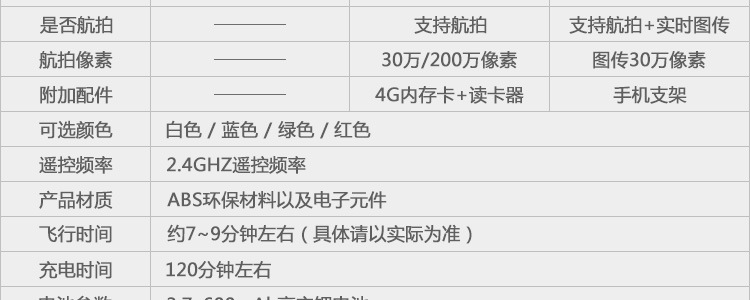 是否航拍 ——— 支持航拍 支持航拍+实时图传
航拍像素 ——— 30万/200万像素 图传30万像素
附加配件 ——— 4G内存卡+读卡器 手机支架
可选颜色 白色 / 蓝色 / 绿色 / 红色
遥控频率 2.4GHZ遥控频率
产品材质 ABS环保材料以及电子元件
飞行时间 约7~9分钟左右（具体请以实际为准）
充电时间 120分钟左右